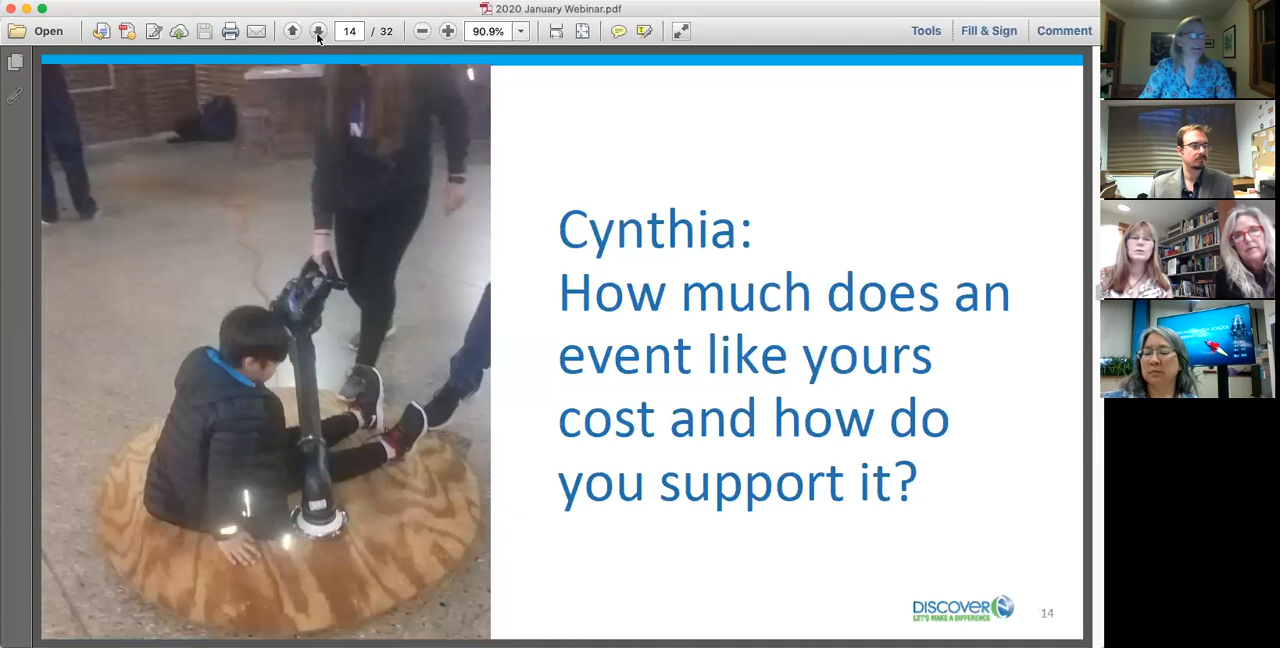 2020 January Webinar.pdf
Open
14 / 32
90.9%
Tools
Fill & Sign
Comment
Cynthia:
How much does an
event like yours
cost and how do
you support it?
DISCOVERE
LET'S MAKE A DIFFERENCE
14